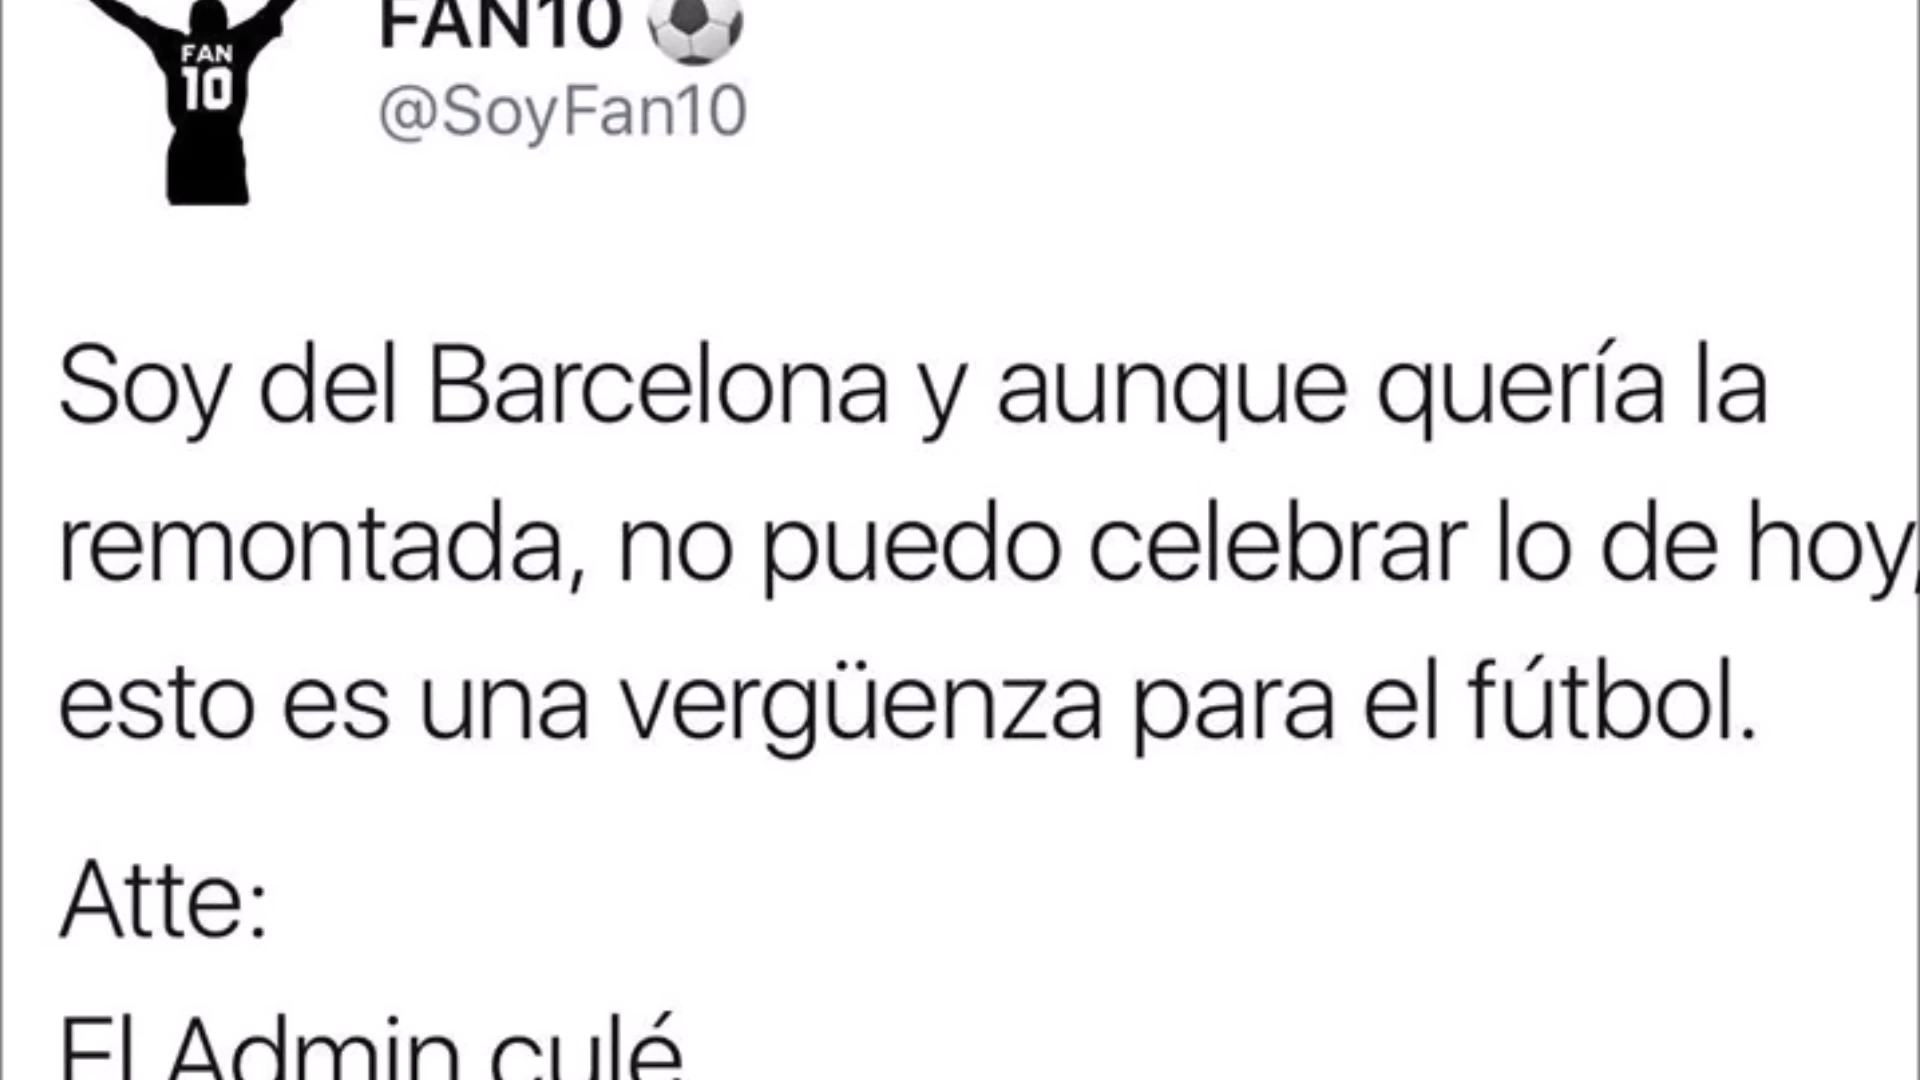 FAN10 ⚽
FAN
10
@SoyFan10
Soy del Barcelona y aunque quería la
remontada, no puedo celebrar lo de hoy,
esto es una vergüenza para el fútbol.
Atte:
El Admin culé